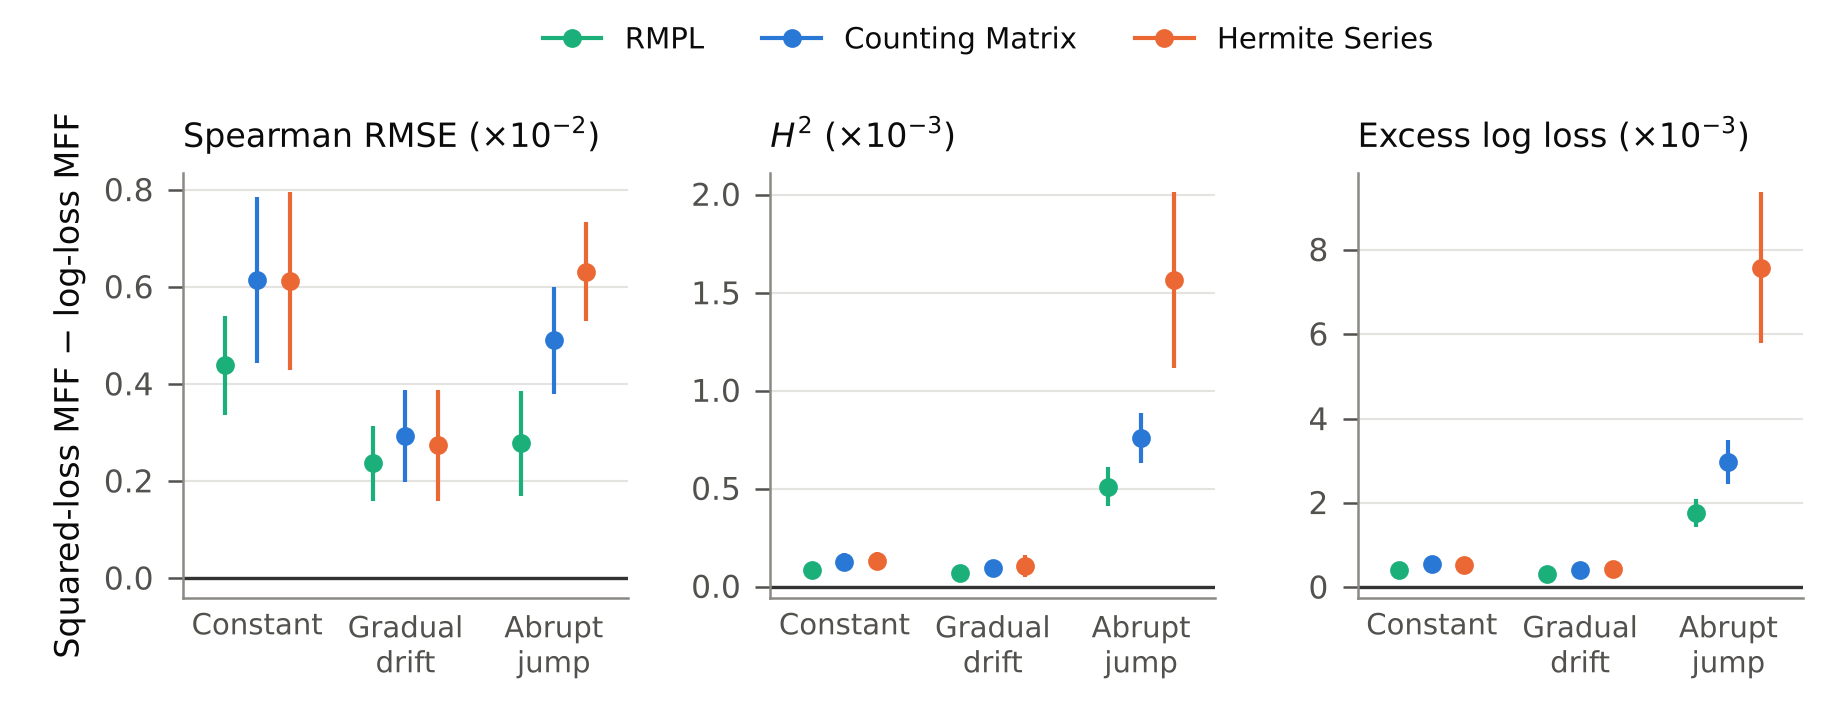 RMPL Counting Matrix Hermite Series
Squared-loss MFF − log-loss MFF
Spearman RMSE (×10⁻²)
0.8
0.6
0.4
0.2
0.0
Constant
Gradual
drift
Abrupt
jump
H² (×10⁻³)
2.0
1.5
1.0
0.5
0.0
Constant
Gradual
drift
Abrupt
jump
Excess log loss (×10⁻³)
8
6
4
2
0
Constant
Gradual
drift
Abrupt
jump